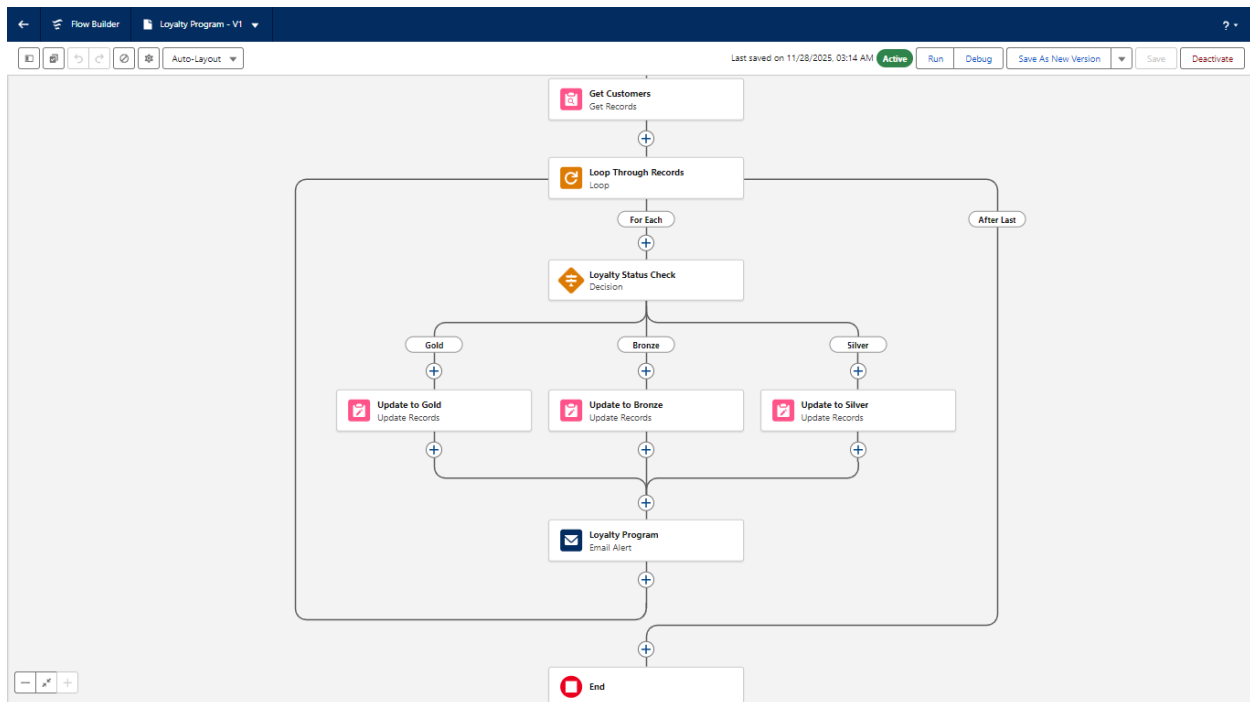 Flow Builder
Loyalty Program - V1
?
Auto-Layout
Last saved on 11/28/2025, 03:14 AM
Active
Run
Debug
Save As New Version
Save
Deactivate
Get Customers
Get Records
Loop Through Records
Loop
For Each
After Last
Loyalty Status Check
Decision
Gold
Bronze
Silver
Update to Gold
Update Records
Update to Bronze
Update Records
Update to Silver
Update Records
Loyalty Program
Email Alert
End